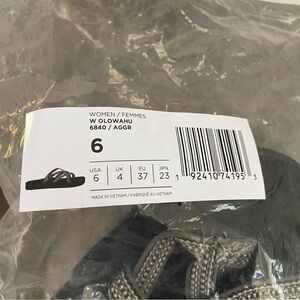 WOMEN / FEMMES
W OLOWAHU
6840 / AGGR
6
USA UK EU JPN
6 4 37 23
1 92410 74195 3
MADE IN VIETNAM / FABRIQUÉ AU VIETNAM